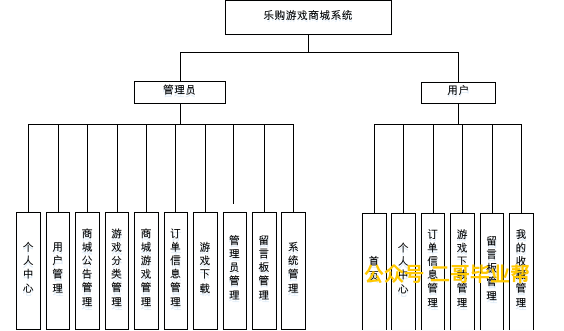 乐购游戏商城系统
管理员
用户
个人中心
用户管理
商城公告管理
游戏分类管理
商城游戏管理
订单信息管理
游戏下载
管理员管理
留言板管理
系统管理
首页
个人中心
订单信息管理
游戏下载管理
留言板管理
我的收藏管理
公众号 二哥毕业帮